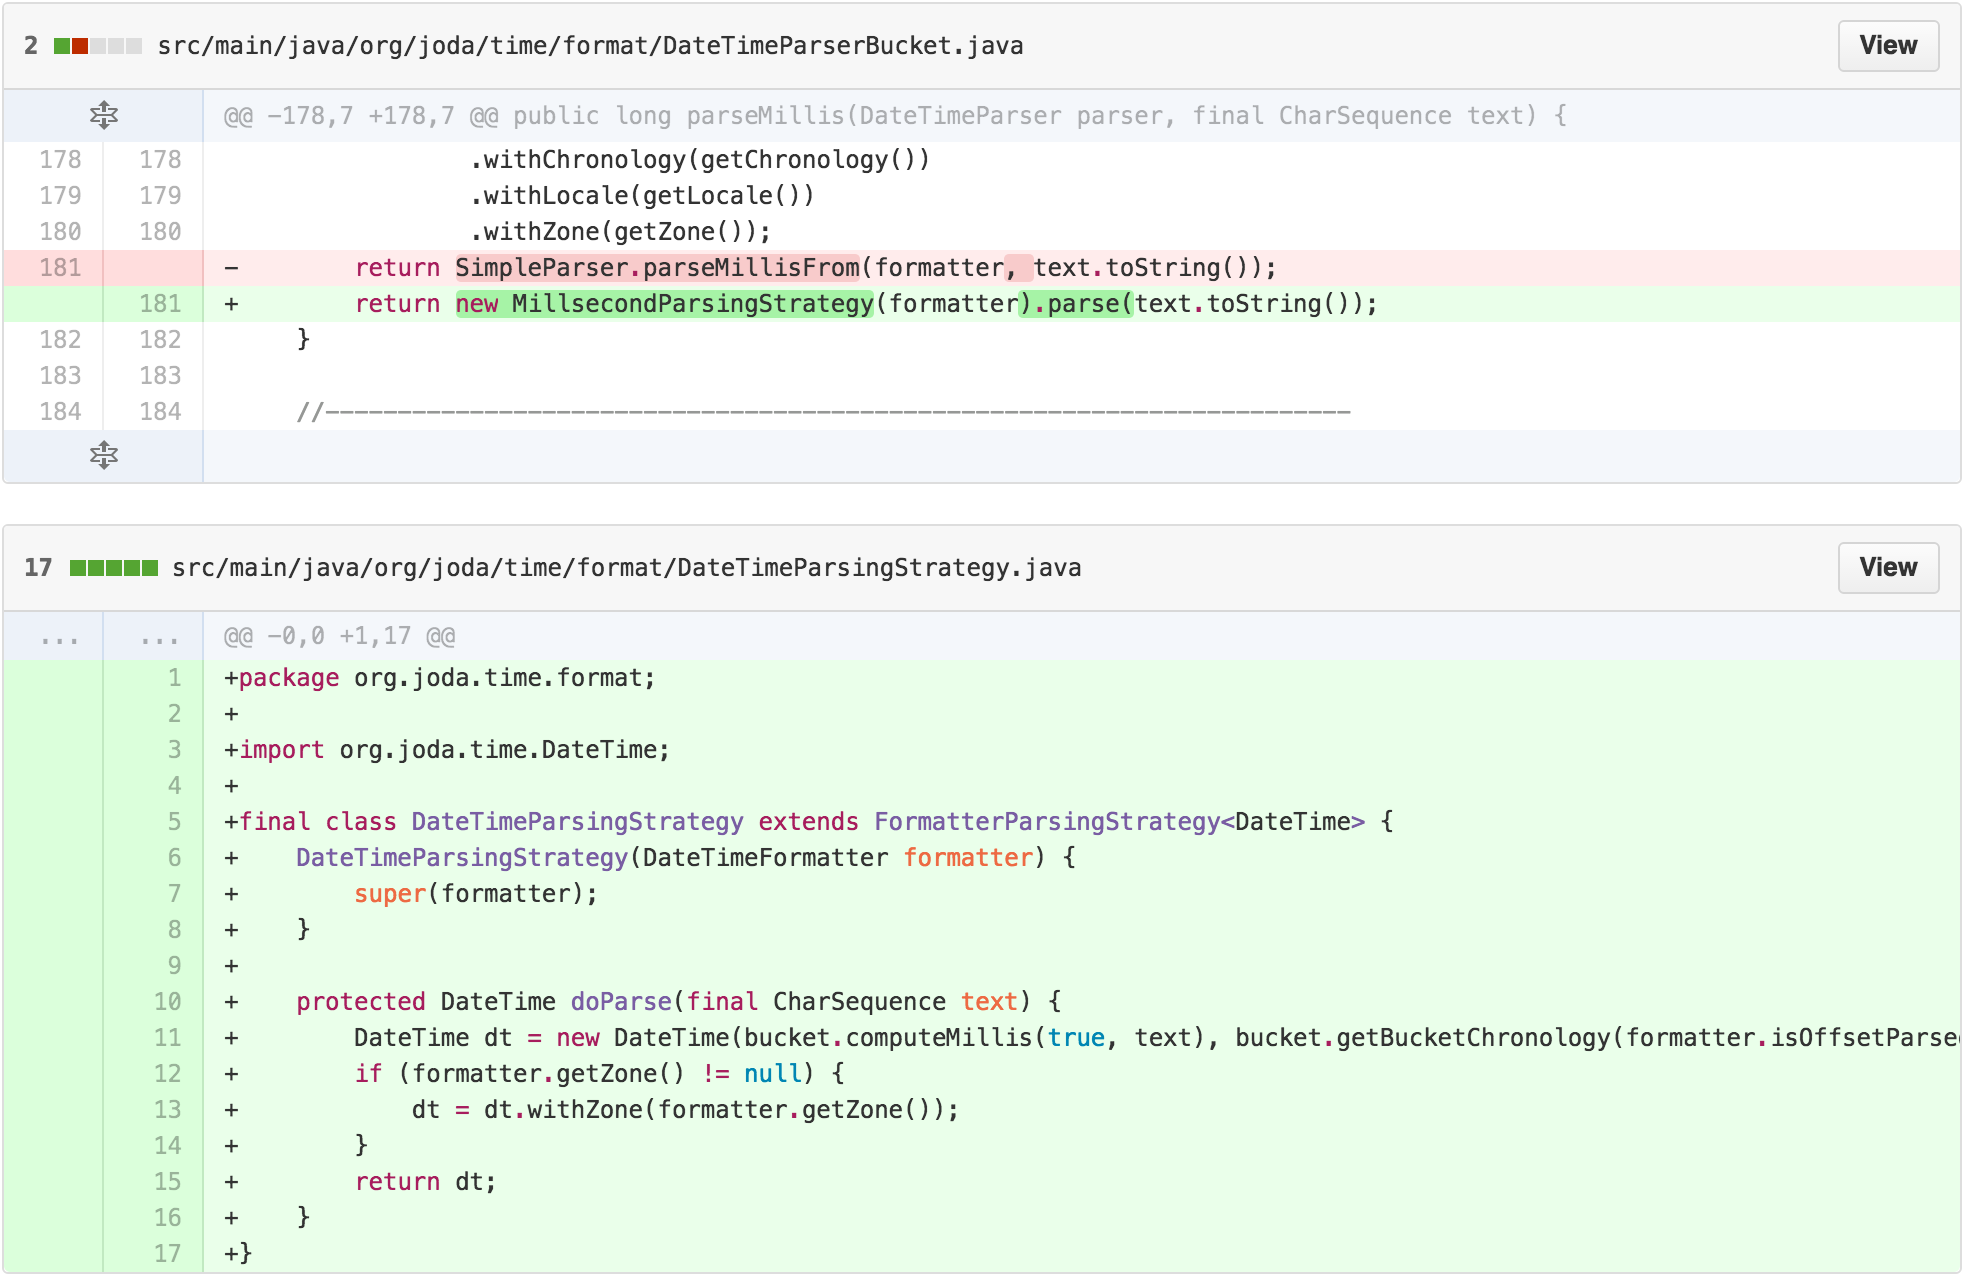 2 src/main/java/org/joda/time/format/DateTimeParserBucket.java View
@@ -178,7 +178,7 @@ public long parseMillis(DateTimeParser parser, final CharSequence text) {
178 178 .withChronology(getChronology())
179 179 .withLocale(getLocale())
180 180 .withZone(getZone());
181 - return SimpleParser.parseMillisFrom(formatter, text.toString());
181 + return new MillsecondParsingStrategy(formatter).parse(text.toString());
182 182 }
183 183
184 184 //-----------------------------------------------------------------------
17 src/main/java/org/joda/time/format/DateTimeParsingStrategy.java View
... ... @@ -0,0 +1,17 @@
1 +package org.joda.time.format;
2 +
3 +import org.joda.time.DateTime;
4 +
5 +final class DateTimeParsingStrategy extends FormatterParsingStrategy<DateTime> {
6 + DateTimeParsingStrategy(DateTimeFormatter formatter) {
7 + super(formatter);
8 + }
9 +
10 + protected DateTime doParse(final CharSequence text) {
11 + DateTime dt = new DateTime(bucket.computeMillis(true, text), bucket.getBucketChronology(formatter.isOffsetParse
12 + if (formatter.getZone() != null) {
13 + dt = dt.withZone(formatter.getZone());
14 + }
15 + return dt;
16 + }
17 +}